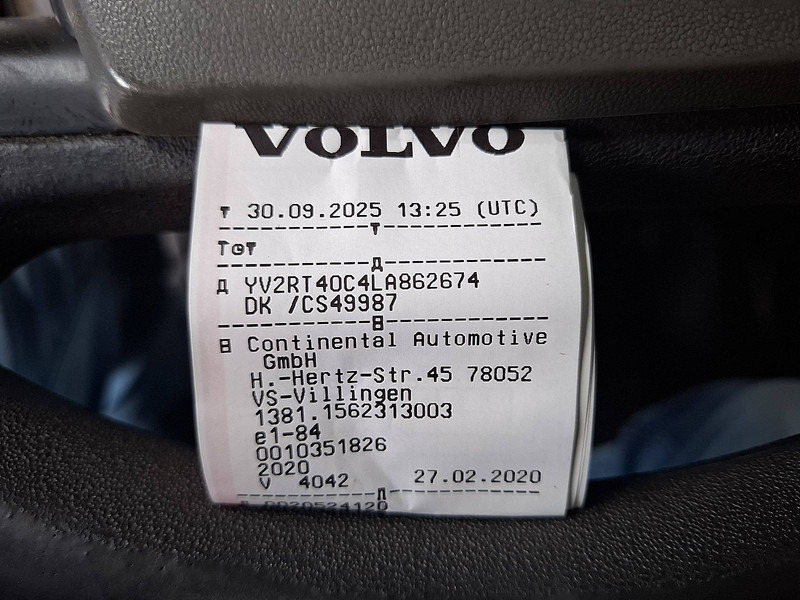 VOLVO
т 30.09.2025 13:25 (UTC)
-------------т-------------
-------------Д-------------
Д YV2RT40C4LA862674
DK /CS49987
-------------B-------------
B Continental Automotive
GmbH
H.-Hertz-Str.45 78052
VS-Villingen
1381.1562313003
e1-84
0010351826
2020
V 4042 27.02.2020
-------------П-------------
0020524120